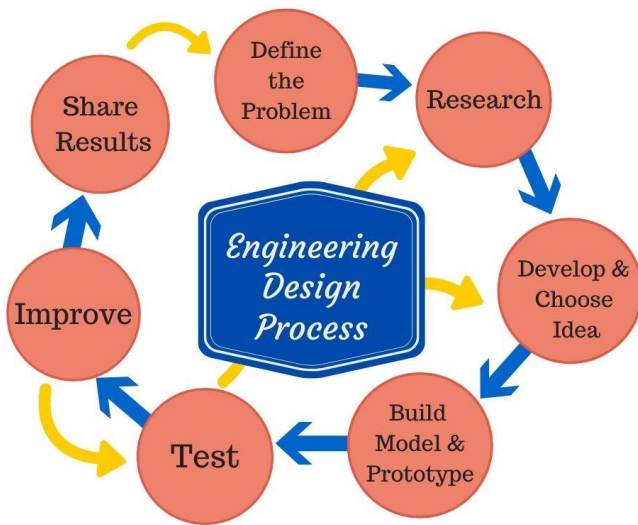 Define
the
Problem
Research
Develop &
Choose
Idea
Build
Model &
Prototype
Test
Improve
Share
Results
Engineering
Design
Process